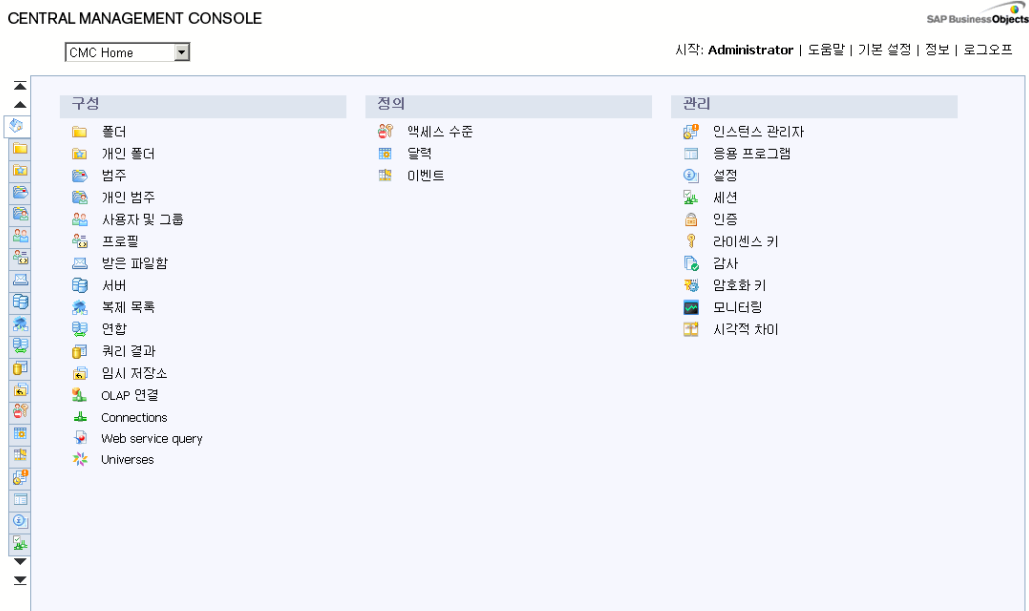 CENTRAL MANAGEMENT CONSOLE
SAP BusinessObjects
CMC Home
시작: Administrator | 도움말 | 기본 설정 | 정보 | 로그오프
구성
폴더
개인 폴더
범주
개인 범주
사용자 및 그룹
프로필
받은 파일함
서버
복제 목록
연합
쿼리 결과
임시 저장소
OLAP 연결
Connections
Web service query
Universes
정의
액세스 수준
달력
이벤트
관리
인스턴스 관리자
응용 프로그램
설정
세션
인증
라이센스 키
감사
암호화 키
모니터링
시각적 차이